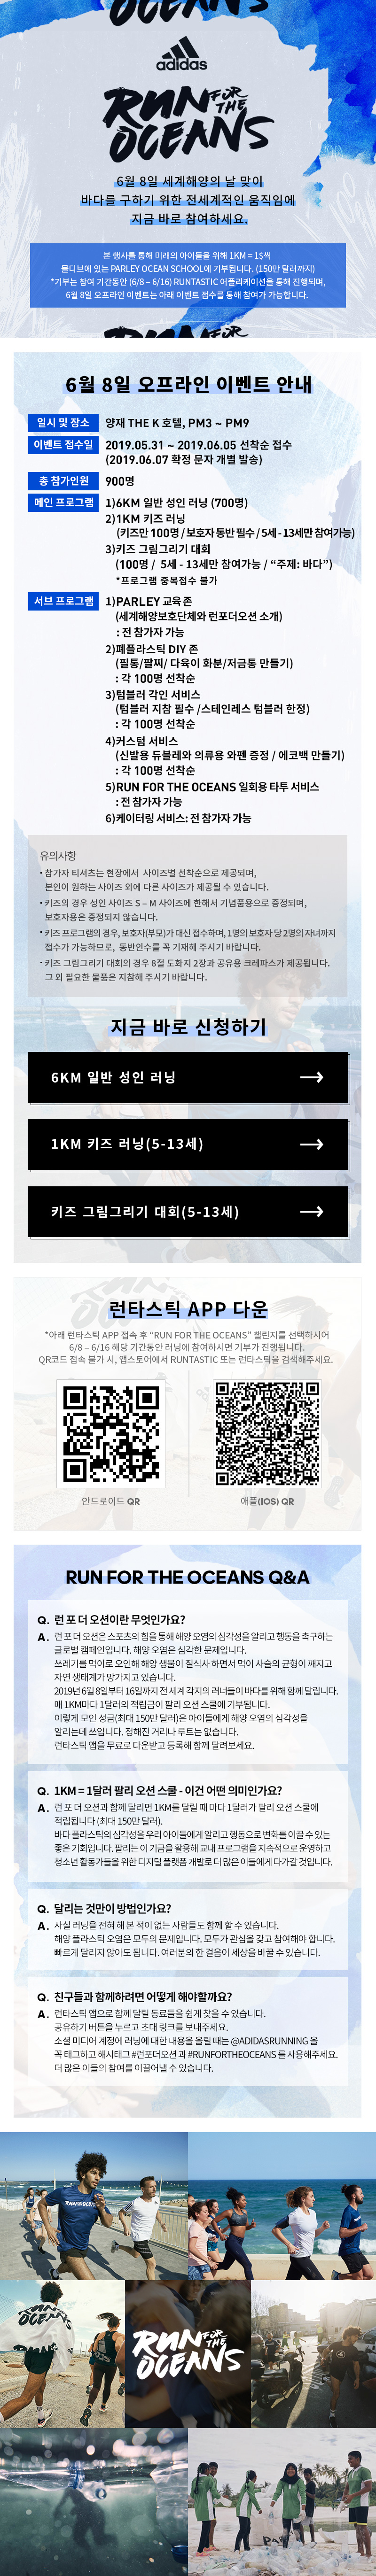 OCEANS
adidas
RUN FOR THE
OCEANS
6월 8일 세계해양의 날 맞이
바다를 구하기 위한 전세계적인 움직임에
지금 바로 참여하세요.
본 행사를 통해 미래의 아이들을 위해 1KM = 1$씩
몰디브에 있는 PARLEY OCEAN SCHOOL에 기부됩니다. (150만 달러까지)
*기부는 참여 기간동안 (6/8 – 6/16) RUNTASTIC 어플리케이션을 통해 진행되며,
6월 8일 오프라인 이벤트는 아래 이벤트 접수를 통해 참여가 가능합니다.
6월 8일 오프라인 이벤트 안내
일시 및 장소 양재 THE K 호텔, PM3 ~ PM9
이벤트 접수일 2019.05.31 ~ 2019.06.05 선착순 접수
(2019.06.07 확정 문자 개별 발송)
총 참가인원 900명
메인 프로그램 1)6KM 일반 성인 러닝 (700명)
2)1KM 키즈 러닝
(키즈만 100명 / 보호자 동반 필수 / 5세 - 13세만 참여가능)
3)키즈 그림그리기 대회
(100명 / 5세 - 13세만 참여가능 / “주제: 바다”)
*프로그램 중복접수 불가
서브 프로그램 1)PARLEY 교육 존
(세계해양보호단체와 런포더오션 소개)
: 전 참가자 가능
2)폐플라스틱 DIY 존
(필통/팔찌/ 다육이 화분/저금통 만들기)
: 각 100명 선착순
3)텀블러 각인 서비스
(텀블러 지참 필수 /스테인레스 텀블러 한정)
: 각 100명 선착순
4)커스텀 서비스
(신발용 듀블레와 의류용 와펜 증정 / 에코백 만들기)
: 각 100명 선착순
5)RUN FOR THE OCEANS 일회용 타투 서비스
: 전 참가자 가능
6)케이터링 서비스: 전 참가자 가능
유의사항
· 참가자 티셔츠는 현장에서 사이즈별 선착순으로 제공되며,
본인이 원하는 사이즈 외에 다른 사이즈가 제공될 수 있습니다.
· 키즈의 경우 성인 사이즈 S – M 사이즈에 한해서 기념품용으로 증정되며,
보호자용은 증정되지 않습니다.
· 키즈 프로그램의 경우, 보호자(부모)가 대신 접수하며, 1명의 보호자 당 2명의 자녀까지
접수가 가능하므로, 동반인수를 꼭 기재해 주시기 바랍니다.
· 키즈 그림그리기 대회의 경우 8절 도화지 2장과 공유용 크레파스가 제공됩니다.
그 외 필요한 물품은 지참해 주시기 바랍니다.
지금 바로 신청하기
6KM 일반 성인 러닝
1KM 키즈 러닝(5-13세)
키즈 그림그리기 대회(5-13세)
런타스틱 APP 다운
*아래 런타스틱 APP 접속 후 “RUN FOR THE OCEANS” 챌린지를 선택하시어
6/8 – 6/16 해당 기간동안 러닝에 참여하시면 기부가 진행됩니다.
QR코드 접속 불가 시, 앱스토어에서 RUNTASTIC 또는 런타스틱을 검색해주세요.
안드로이드 QR
애플(IOS) QR
RUN FOR THE OCEANS Q&A
Q. 런 포 더 오션이란 무엇인가요?
A. 런 포 더 오션은 스포츠의 힘을 통해 해양 오염의 심각성을 알리고 행동을 촉구하는
글로벌 캠페인입니다. 해양 오염은 심각한 문제입니다.
쓰레기를 먹이로 오인해 해양 생물이 질식사 하면서 먹이 사슬의 균형이 깨지고
자연 생태계가 망가지고 있습니다.
2019년 6월 8일부터 16일까지 전 세계 각지의 러너들이 바다를 위해 함께 달립니다.
매 1KM마다 1달러의 적립금이 팔리 오션 스쿨에 기부됩니다.
이렇게 모인 성금(최대 150만 달러)은 아이들에게 해양 오염의 심각성을
알리는데 쓰입니다. 정해진 거리나 루트는 없습니다.
런타스틱 앱을 무료로 다운받고 등록해 함께 달려보세요.
Q. 1KM = 1달러 팔리 오션 스쿨 - 이건 어떤 의미인가요?
A. 런 포 더 오션과 함께 달리면 1KM를 달릴 때 마다 1달러가 팔리 오션 스쿨에
적립됩니다 (최대 150만 달러).
바다 플라스틱의 심각성을 우리 아이들에게 알리고 행동으로 변화를 이끌 수 있는
좋은 기회입니다. 팔리는 이 기금을 활용해 교내 프로그램을 지속적으로 운영하고
청소년 활동가들을 위한 디지털 플랫폼 개발로 더 많은 이들에게 다가갈 것입니다.
Q. 달리는 것만이 방법인가요?
A. 사실 러닝을 전혀 해 본 적이 없는 사람들도 함께 할 수 있습니다.
해양 플라스틱 오염은 모두의 문제입니다. 모두가 관심을 갖고 참여해야 합니다.
빠르게 달리지 않아도 됩니다. 여러분의 한 걸음이 세상을 바꿀 수 있습니다.
Q. 친구들과 함께하려면 어떻게 해야할까요?
A. 런타스틱 앱으로 함께 달릴 동료들을 쉽게 찾을 수 있습니다.
공유하기 버튼을 누르고 초대 링크를 보내주세요.
소셜 미디어 계정에 러닝에 대한 내용을 올릴 때는 @ADIDASRUNNING 을
꼭 태그하고 해시태그 #런포더오션 과 #RUNFORTHEOCEANS 를 사용해주세요.
더 많은 이들의 참여를 이끌어낼 수 있습니다.
OCEANS
RUN FOR THE
OCEANS